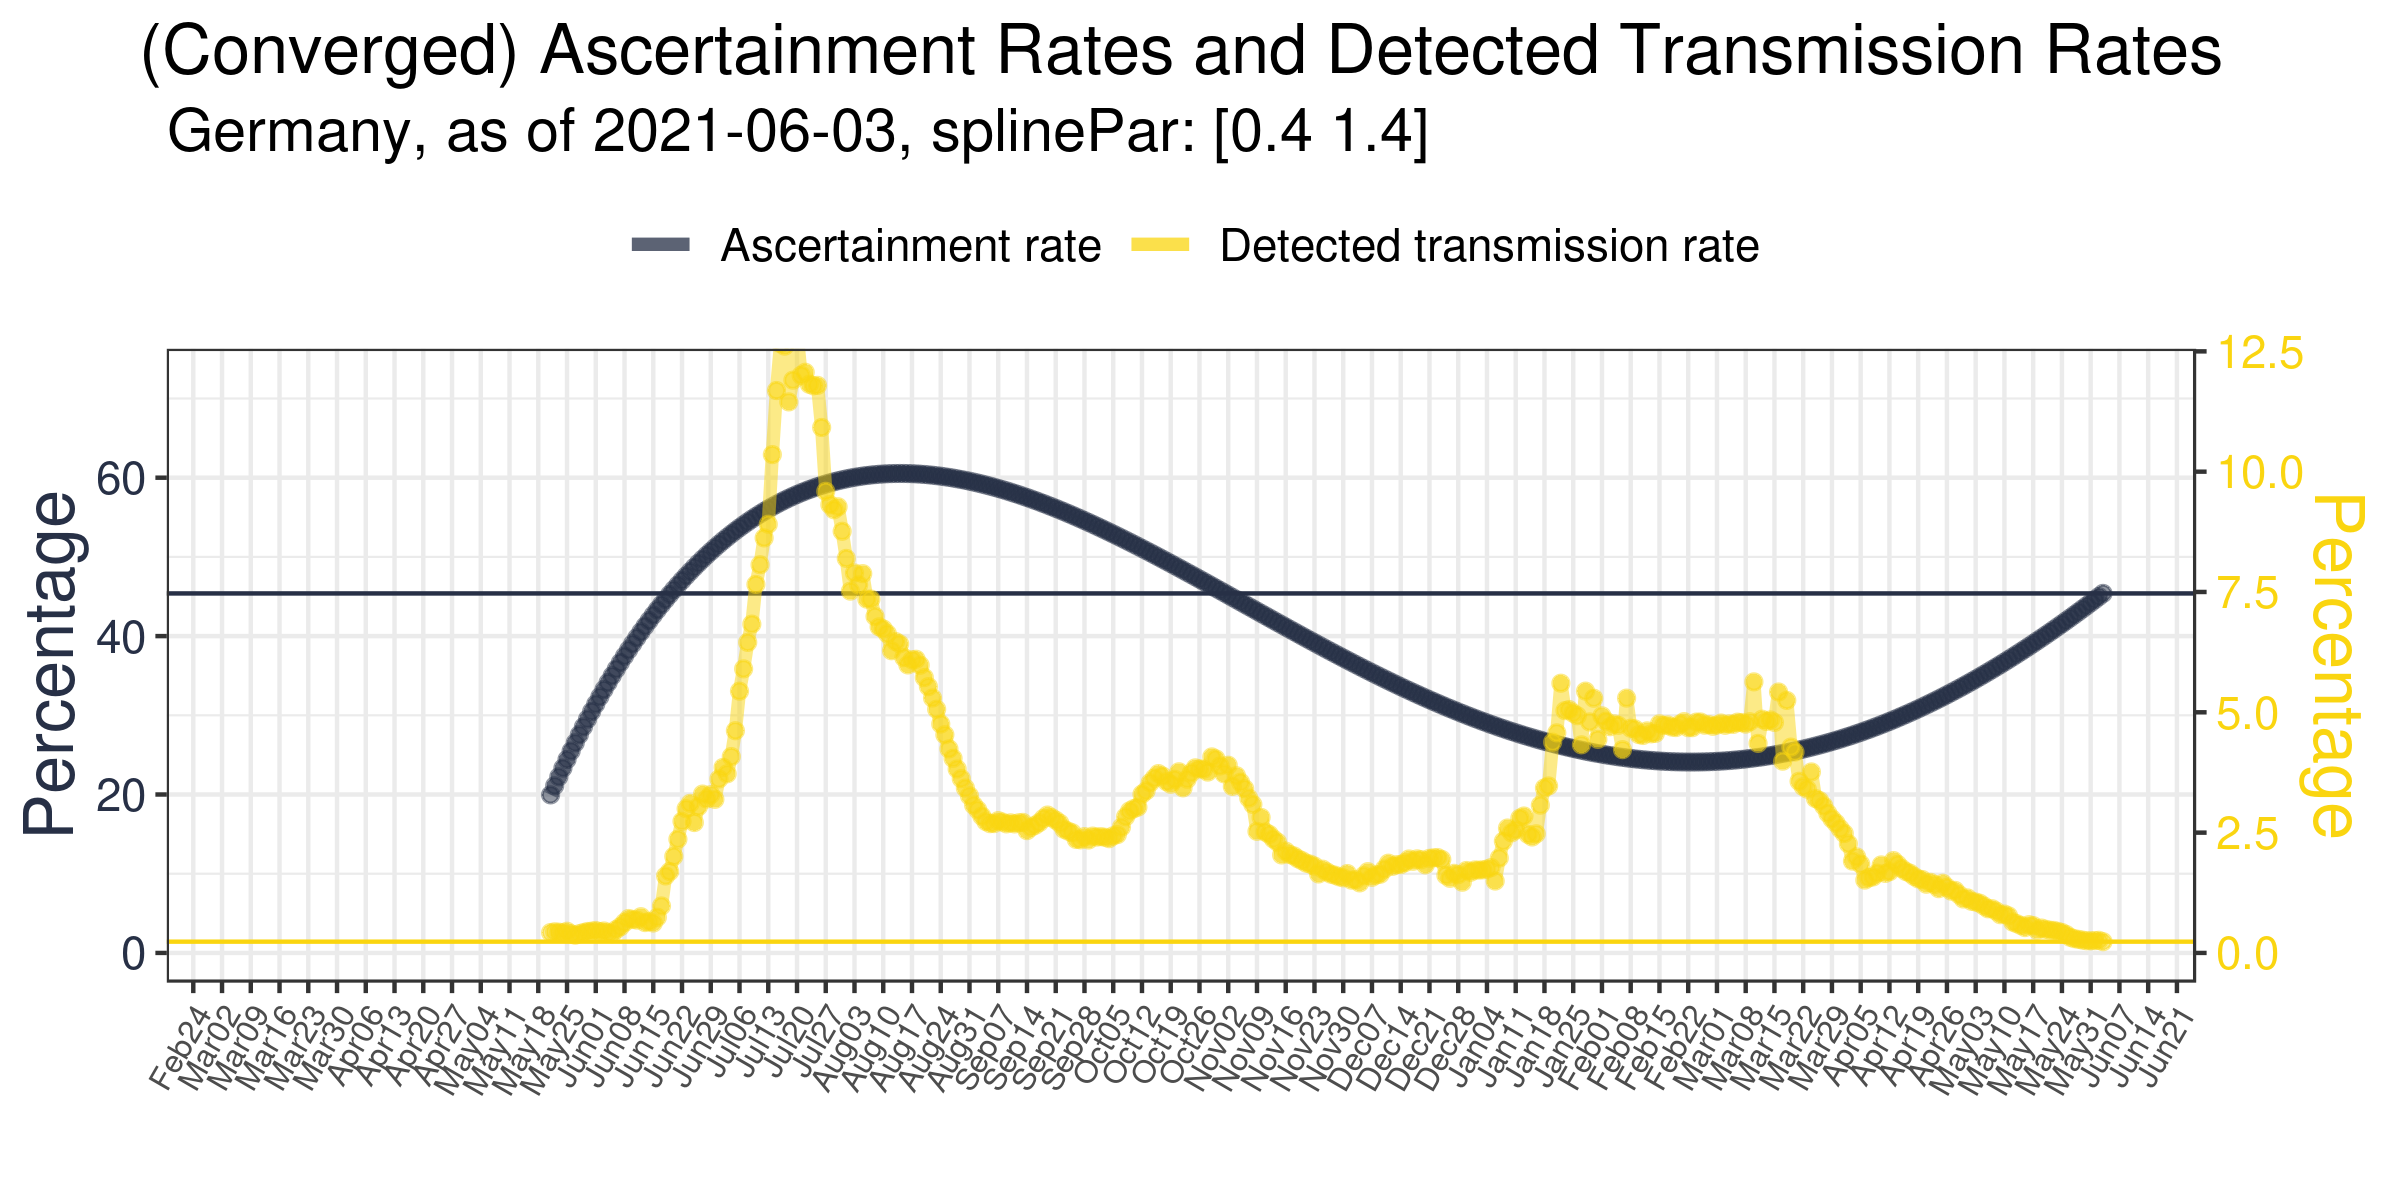 (Converged) Ascertainment Rates and Detected Transmission Rates
Germany, as of 2021-06-03, splinePar: [0.4 1.4]
Ascertainment rate
Detected transmission rate
Percentage
60
40
20
0
12.5
10.0
7.5
5.0
2.5
0.0
Percentage
Feb24
Mar02
Mar09
Mar16
Mar23
Mar30
Apr06
Apr13
Apr20
Apr27
May04
May11
May18
May25
Jun01
Jun08
Jun15
Jun22
Jun29
Jul06
Jul13
Jul20
Jul27
Aug03
Aug10
Aug17
Aug24
Aug31
Sep07
Sep14
Sep21
Sep28
Oct05
Oct12
Oct19
Oct26
Nov02
Nov09
Nov16
Nov23
Nov30
Dec07
Dec14
Dec21
Dec28
Jan04
Jan11
Jan18
Jan25
Feb01
Feb08
Feb15
Feb22
Mar01
Mar08
Mar15
Mar22
Mar29
Apr05
Apr12
Apr19
Apr26
May03
May10
May17
May24
May31
Jun07
Jun14
Jun21